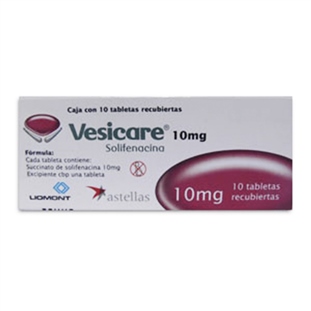 Caja con 10 tabletas recubiertas
Vesicare® 10mg
Solifenacina
Fórmula:
Cada tableta contiene:
Succinato de solifenacina 10mg
Excipiente cbp una tableta
LIOMONT
astellas
10mg
10 tabletas
recubiertas